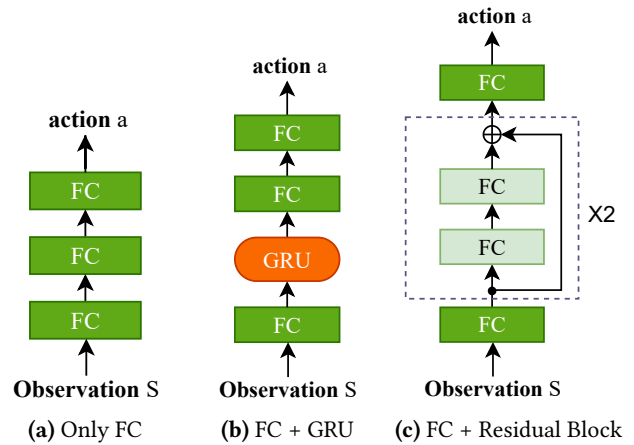 action a
FC
FC
FC
Observation S
(a) Only FC
action a
FC
FC
GRU
FC
Observation S
(b) FC + GRU
action a
FC
FC
FC
X2
FC
Observation S
(c) FC + Residual Block